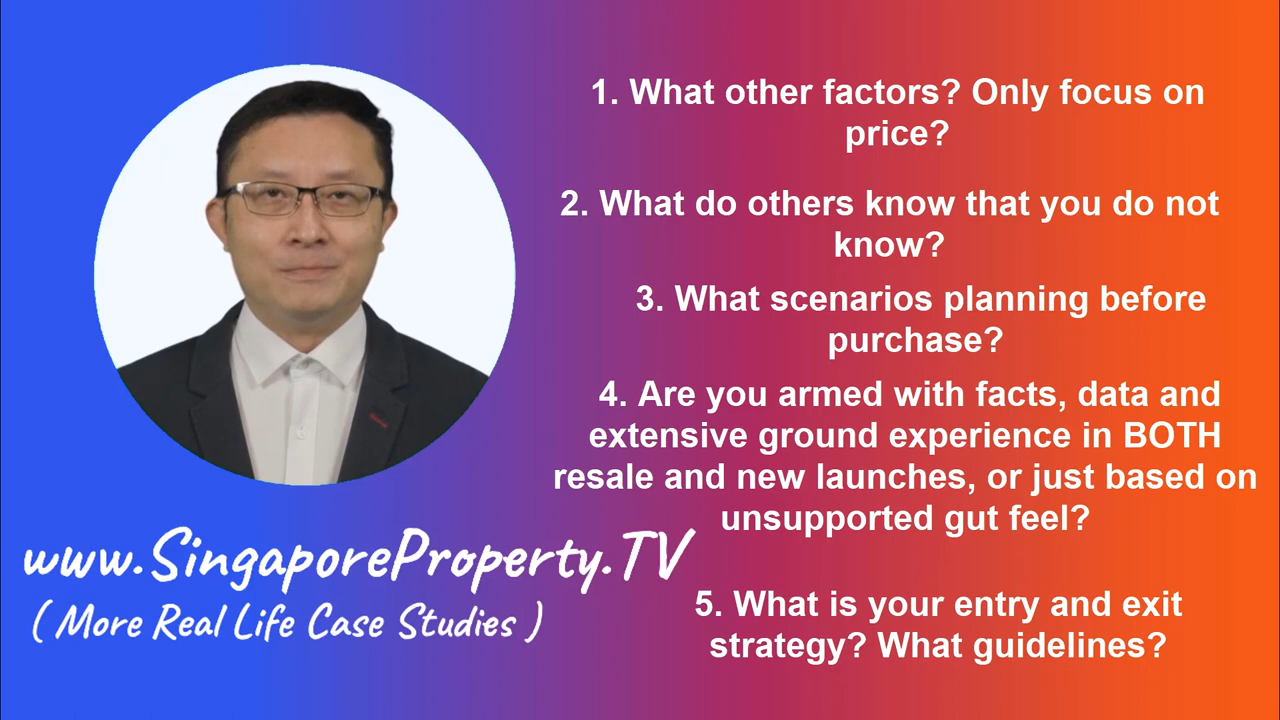 1. What other factors? Only focus on
price?
2. What do others know that you do not
know?
3. What scenarios planning before
purchase?
4. Are you armed with facts, data and
extensive ground experience in BOTH
resale and new launches, or just based on
unsupported gut feel?
5. What is your entry and exit
strategy? What guidelines?
www.SingaporeProperty.TV
( More Real Life Case Studies )